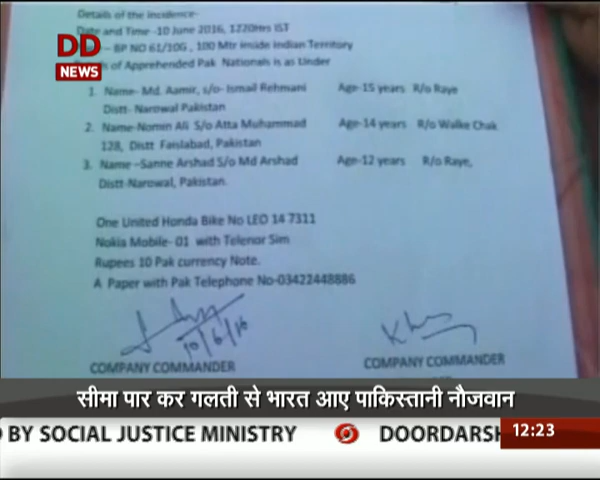 Details of the Incidence-
Date and Time -10 June 2016, 1220Hrs IST
– BP NO 61/10G , 100 Mtr inside Indian Territory
of Apprehended Pak Nationals is as Under
1. Name- Md. Aamir, s/o- Ismail Rehmani Age-15 years R/o Raye
Distt- Narowal Pakistan
2. Name-Nomin Ali S/o Atta Muhammad Age-14 years R/o Walke Chak
128, Distt Faislabad, Pakistan
3. Name –Sanne Arshad S/o Md Arshad Age-12 years R/o Raye,
Distt-Narowal, Pakistan.
One United Honda Bike No LEO 14 7311
Nokia Mobile- 01 with Telenor Sim
Rupees 10 Pak currency Note.
A Paper with Pak Telephone No-03422448886
10/6/16
COMPANY COMMANDER COMPANY COMMANDER
DD
NEWS
सीमा पार कर गलती से भारत आए पाकिस्तानी नौजवान
D BY SOCIAL JUSTICE MINISTRY DOORDARSH
12:23